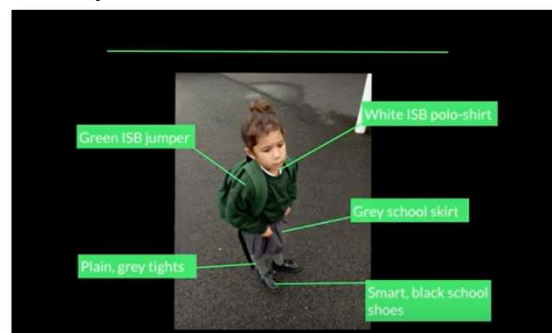 White ISB polo-shirt
Green ISB jumper
Grey school skirt
Plain, grey tights
Smart, black school
shoes